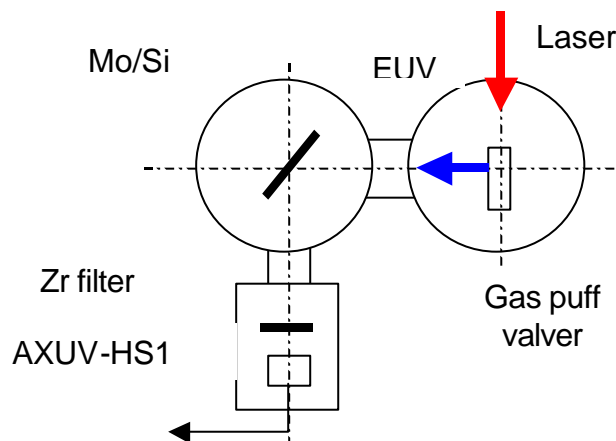 Laser
Mo/Si
EUV
Zr filter
AXUV-HS1
Gas puff
valver